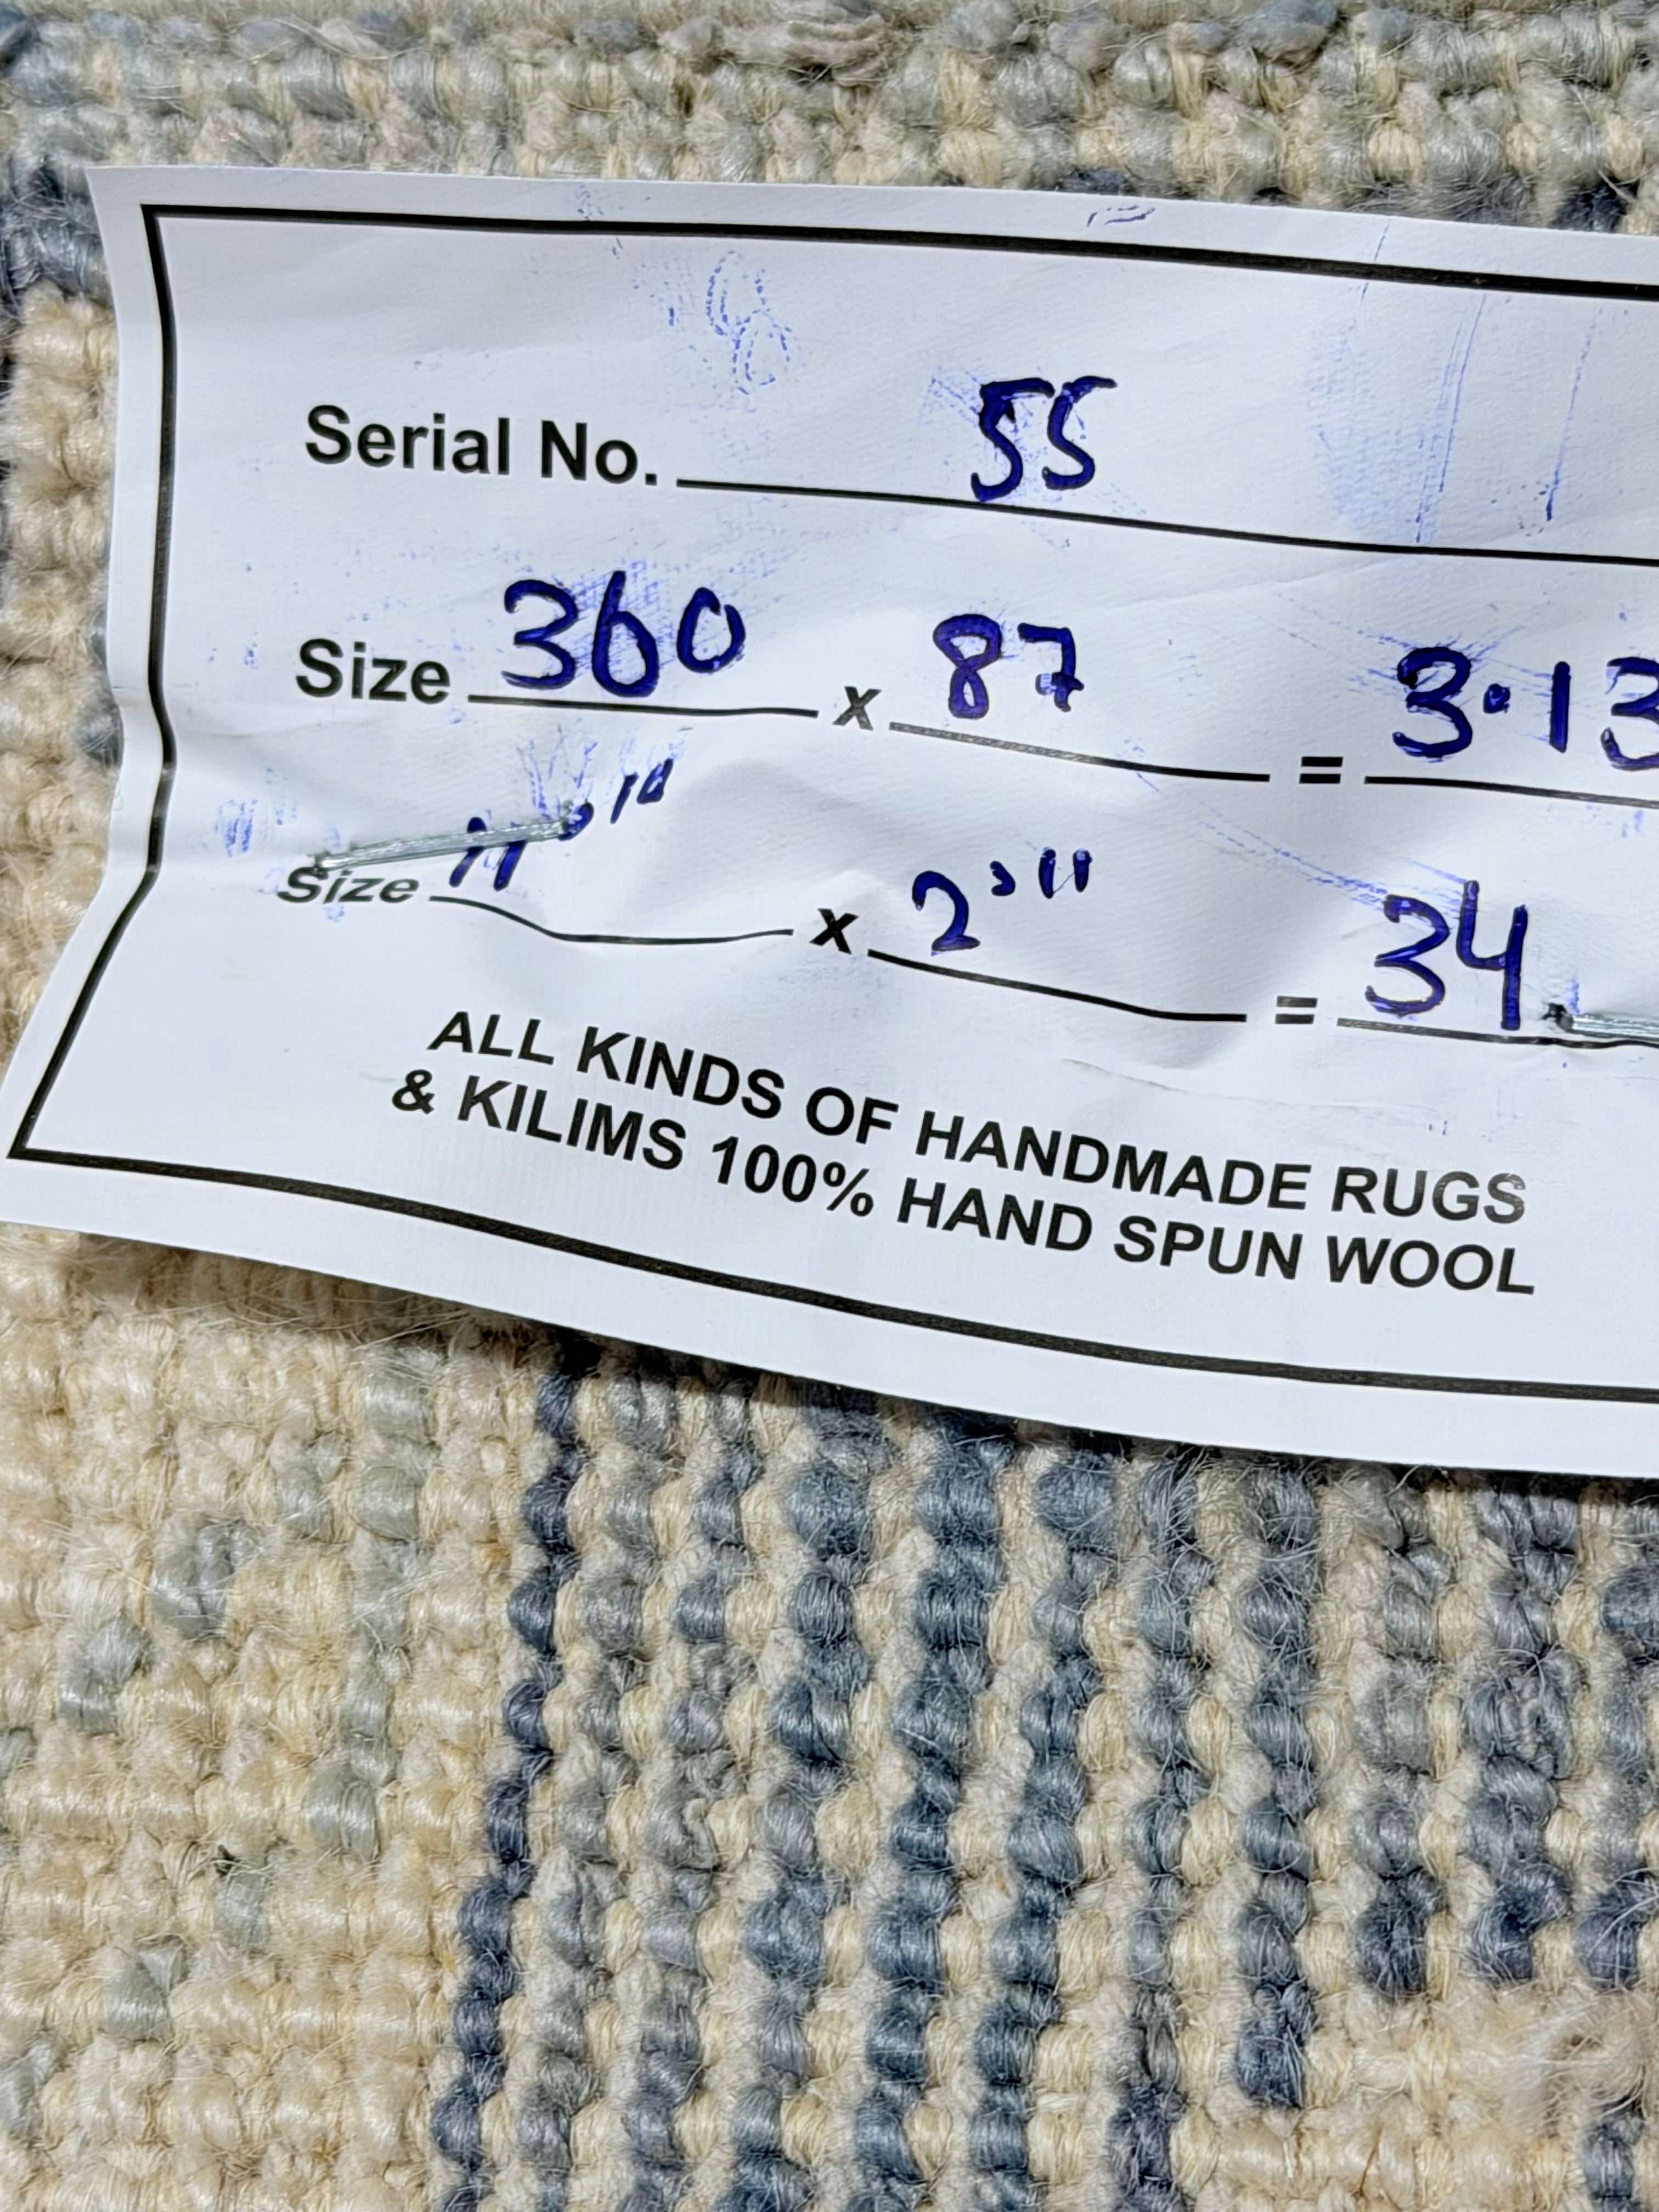 Serial No. 55
Size 360 x 87 = 3.13
Size 11'10" x 2'11 = 34.
ALL KINDS OF HANDMADE RUGS
& KILIMS 100% HAND SPUN WOOL